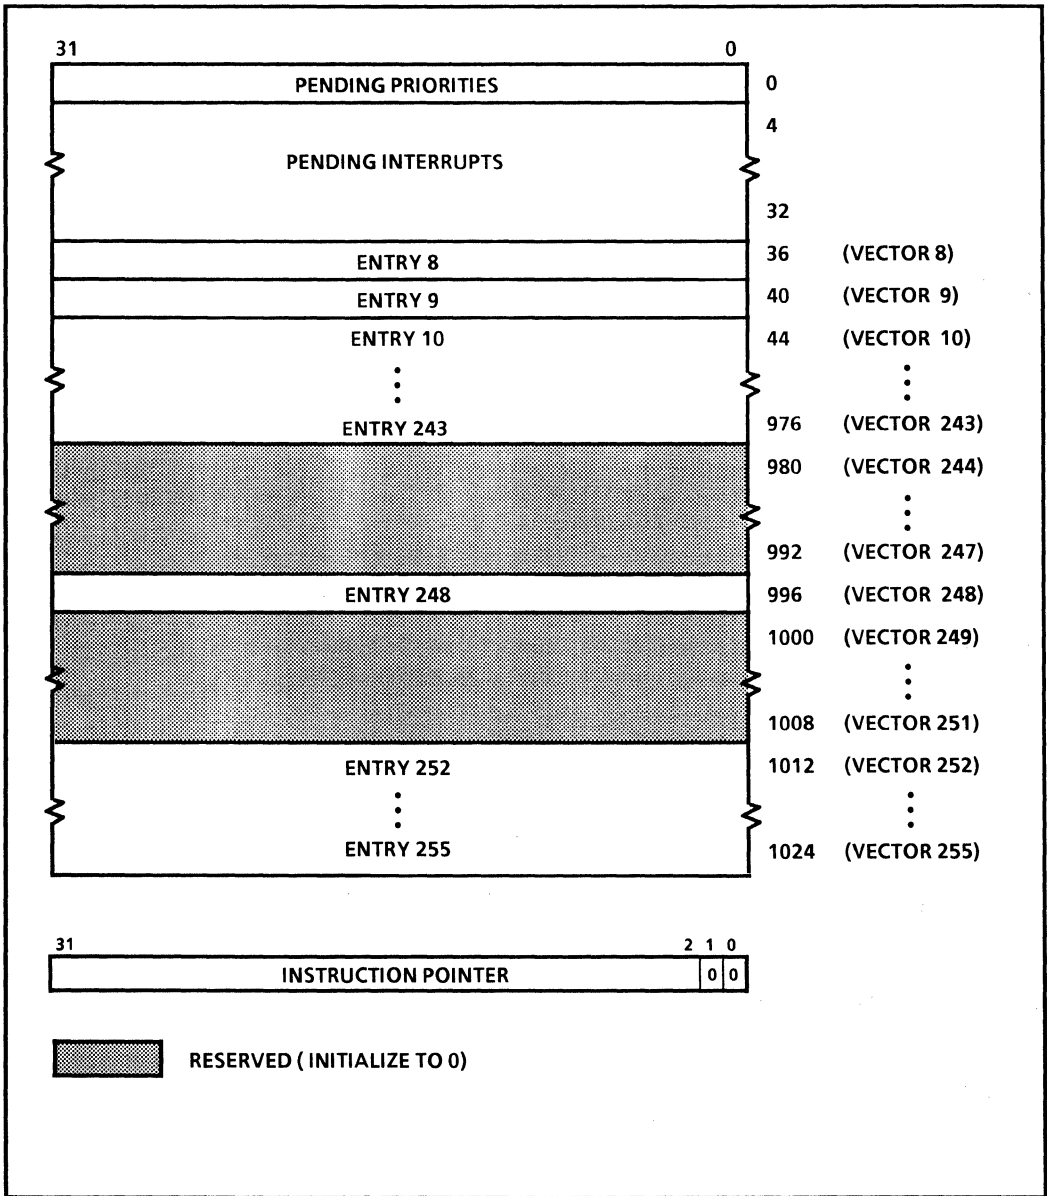 31 0
PENDING PRIORITIES 0
4
PENDING INTERRUPTS
32
ENTRY 8 36 (VECTOR 8)
ENTRY 9 40 (VECTOR 9)
ENTRY 10 44 (VECTOR 10)
ENTRY 243 976 (VECTOR 243)
980 (VECTOR 244)
992 (VECTOR 247)
ENTRY 248 996 (VECTOR 248)
1000 (VECTOR 249)
1008 (VECTOR 251)
ENTRY 252 1012 (VECTOR 252)
ENTRY 255 1024 (VECTOR 255)
31 2 1 0
INSTRUCTION POINTER 0 0
RESERVED ( INITIALIZE TO 0)